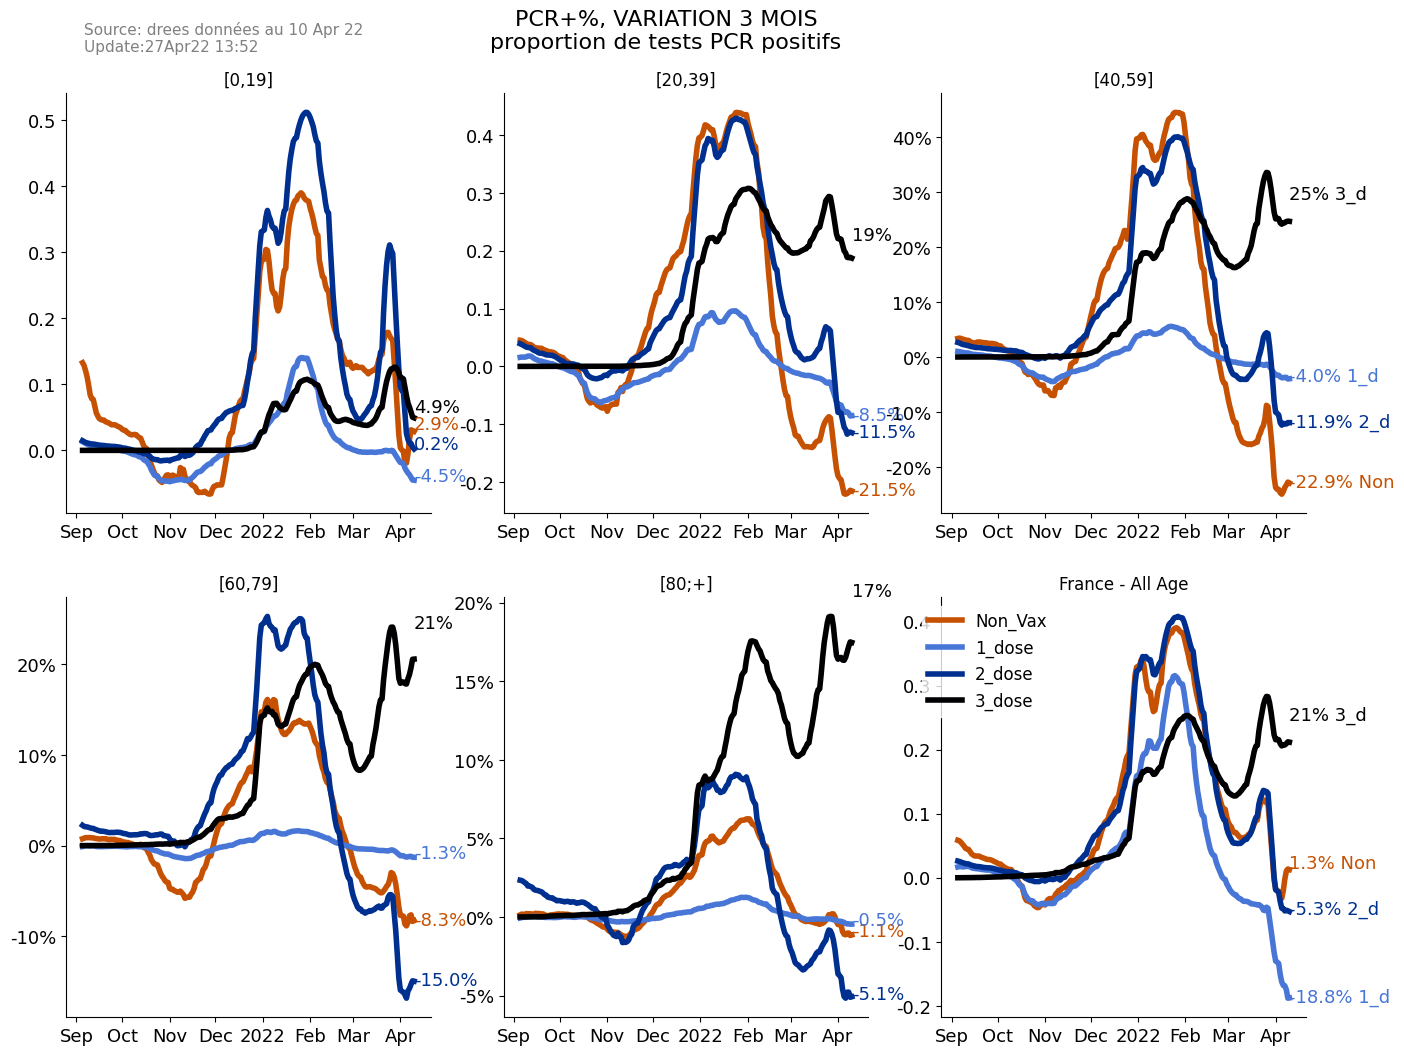 Source: drees données au 10 Apr 22
Update:27Apr22 13:52
PCR+%, VARIATION 3 MOIS
proportion de tests PCR positifs
[0,19]
0.5
0.4
0.3
0.2
0.1
0.0
4.9%
2.9%
0.2%
-4.5%
Sep Oct Nov Dec 2022 Feb Mar Apr
[20,39]
0.4
0.3
0.2
0.1
0.0
-0.1
-0.2
19%
-8.5%
-11.5%
-21.5%
Sep Oct Nov Dec 2022 Feb Mar Apr
[40,59]
40%
30%
20%
10%
0%
-10%
-20%
25% 3_d
-4.0% 1_d
-11.9% 2_d
-22.9% Non
Sep Oct Nov Dec 2022 Feb Mar Apr
[60,79]
20%
10%
0%
-10%
21%
-1.3%
-8.3%
-15.0%
Sep Oct Nov Dec 2022 Feb Mar Apr
[80;+]
20%
15%
10%
5%
0%
-5%
17%
-0.5%
-1.1%
-5.1%
Sep Oct Nov Dec 2022 Feb Mar Apr
France - All Age
0.4
0.3
0.2
0.1
0.0
-0.1
-0.2
Non_Vax
1_dose
2_dose
3_dose
21% 3_d
1.3% Non
-5.3% 2_d
-18.8% 1_d
Sep Oct Nov Dec 2022 Feb Mar Apr